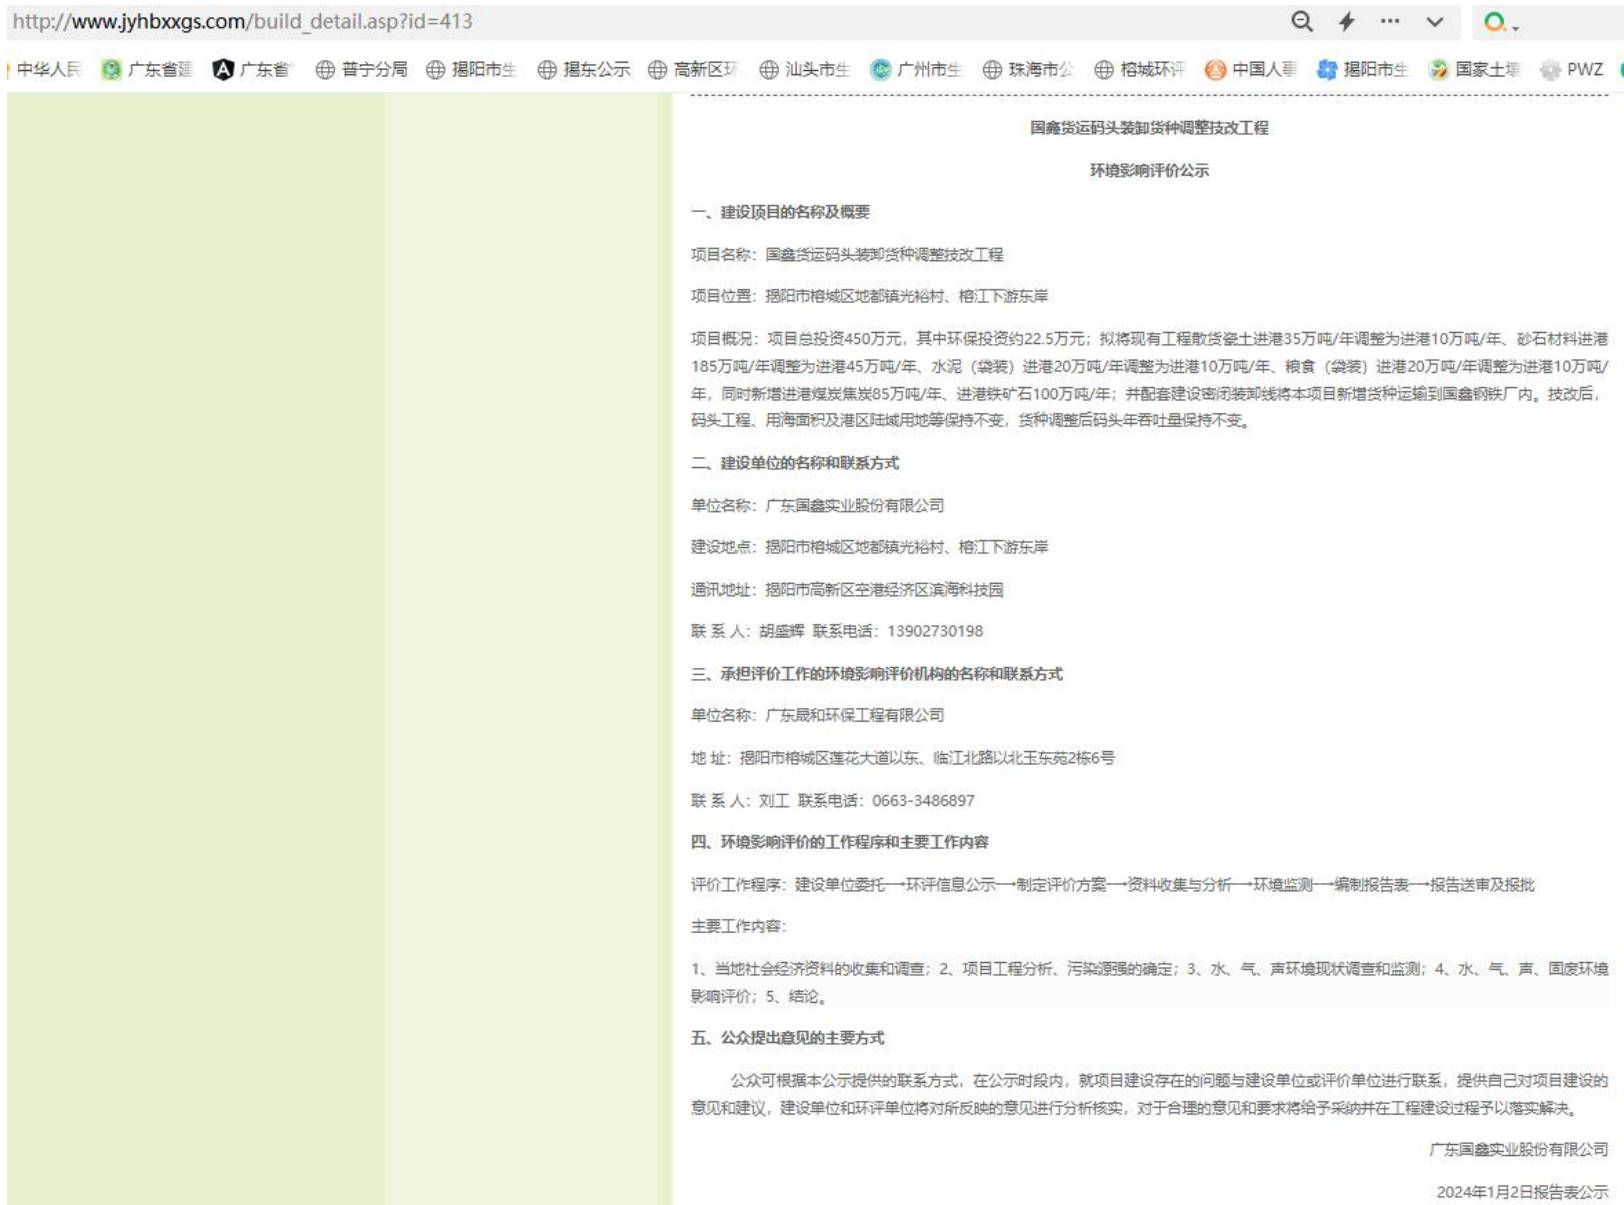 http://www.jyhbxxgs.com/build_detail.asp?id=413
中华人民 广东省建 广东省 普宁分局 揭阳市生 揭东公示 高新区环 汕头市生 广州市生 珠海市公 榕城环评 中国人事 揭阳市生 国家土壤 PWZ
国鑫货运码头装卸货种调整技改工程
环境影响评价公示
一、建设项目的名称及概要
项目名称：国鑫货运码头装卸货种调整技改工程
项目位置：揭阳市榕城区地都镇光裕村、榕江下游东岸
项目概况：项目总投资450万元，其中环保投资约22.5万元；拟将现有工程散货瓷土进港35万吨/年调整为进港10万吨/年、砂石材料进港
185万吨/年调整为进港45万吨/年、水泥（袋装）进港20万吨/年调整为进港10万吨/年、粮食（袋装）进港20万吨/年调整为进港10万吨/
年，同时新增进港煤炭焦炭85万吨/年、进港铁矿石100万吨/年；并配套建设密闭装卸线将本项目新增货种运输到国鑫钢铁厂内。技改后，
码头工程、用海面积及港区陆域用地等保持不变，货种调整后码头年吞吐量保持不变。
二、建设单位的名称和联系方式
单位名称：广东国鑫实业股份有限公司
建设地点：揭阳市榕城区地都镇光裕村、榕江下游东岸
通讯地址：揭阳市高新区空港经济区滨海科技园
联 系 人：胡盛辉 联系电话：13902730198
三、承担评价工作的环境影响评价机构的名称和联系方式
单位名称：广东晟和环保工程有限公司
地 址：揭阳市榕城区莲花大道以东、临江北路以北玉东苑2栋6号
联 系 人：刘工 联系电话：0663-3486897
四、环境影响评价的工作程序和主要工作内容
评价工作程序：建设单位委托→环评信息公示→制定评价方案→资料收集与分析→环境监测→编制报告表→报告送审及报批
主要工作内容：
1、当地社会经济资料的收集和调查；2、项目工程分析、污染源强的确定；3、水、气、声环境现状调查和监测；4、水、气、声、固废环境
影响评价；5、结论。
五、公众提出意见的主要方式
公众可根据本公示提供的联系方式，在公示时段内，就项目建设存在的问题与建设单位或评价单位进行联系，提供自己对项目建设的
意见和建议，建设单位和环评单位将对所反映的意见进行分析核实，对于合理的意见和要求将给予采纳并在工程建设过程予以落实解决。
广东国鑫实业股份有限公司
2024年1月2日报告表公示